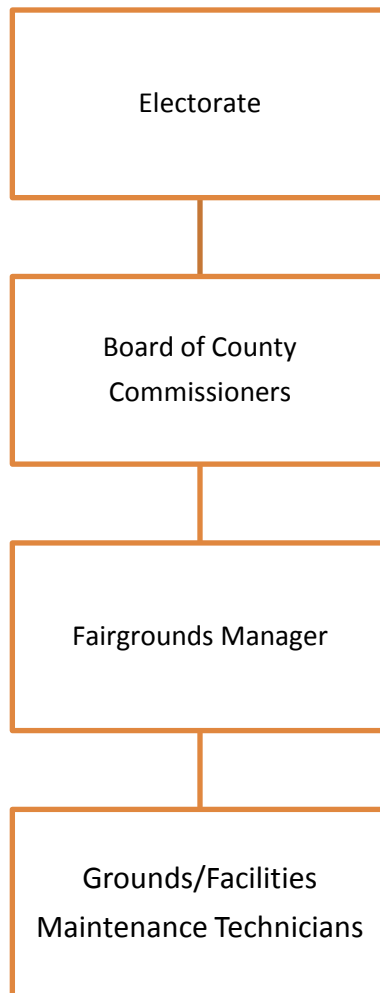 Electorate
Board of County
Commissioners
Fairgrounds Manager
Grounds/Facilities
Maintenance Technicians